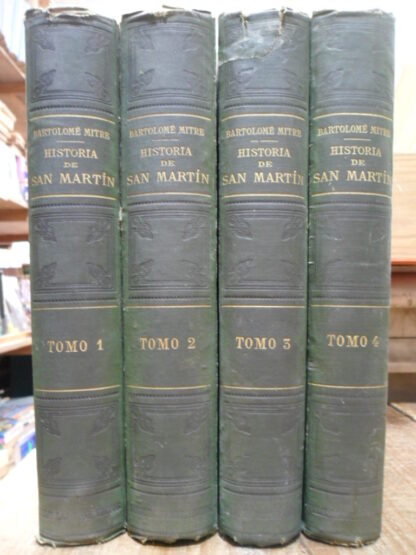 BARTOLOMÉ MITRE
HISTORIA
DE
SAN MARTÍN
TOMO 1
BARTOLOMÉ MITRE
HISTORIA
DE
SAN MARTÍN
TOMO 2
BARTOLOMÉ MITRE
HISTORIA
DE
SAN MARTÍN
TOMO 3
BARTOLOMÉ MITRE
HISTORIA
DE
SAN MARTÍN
TOMO 4